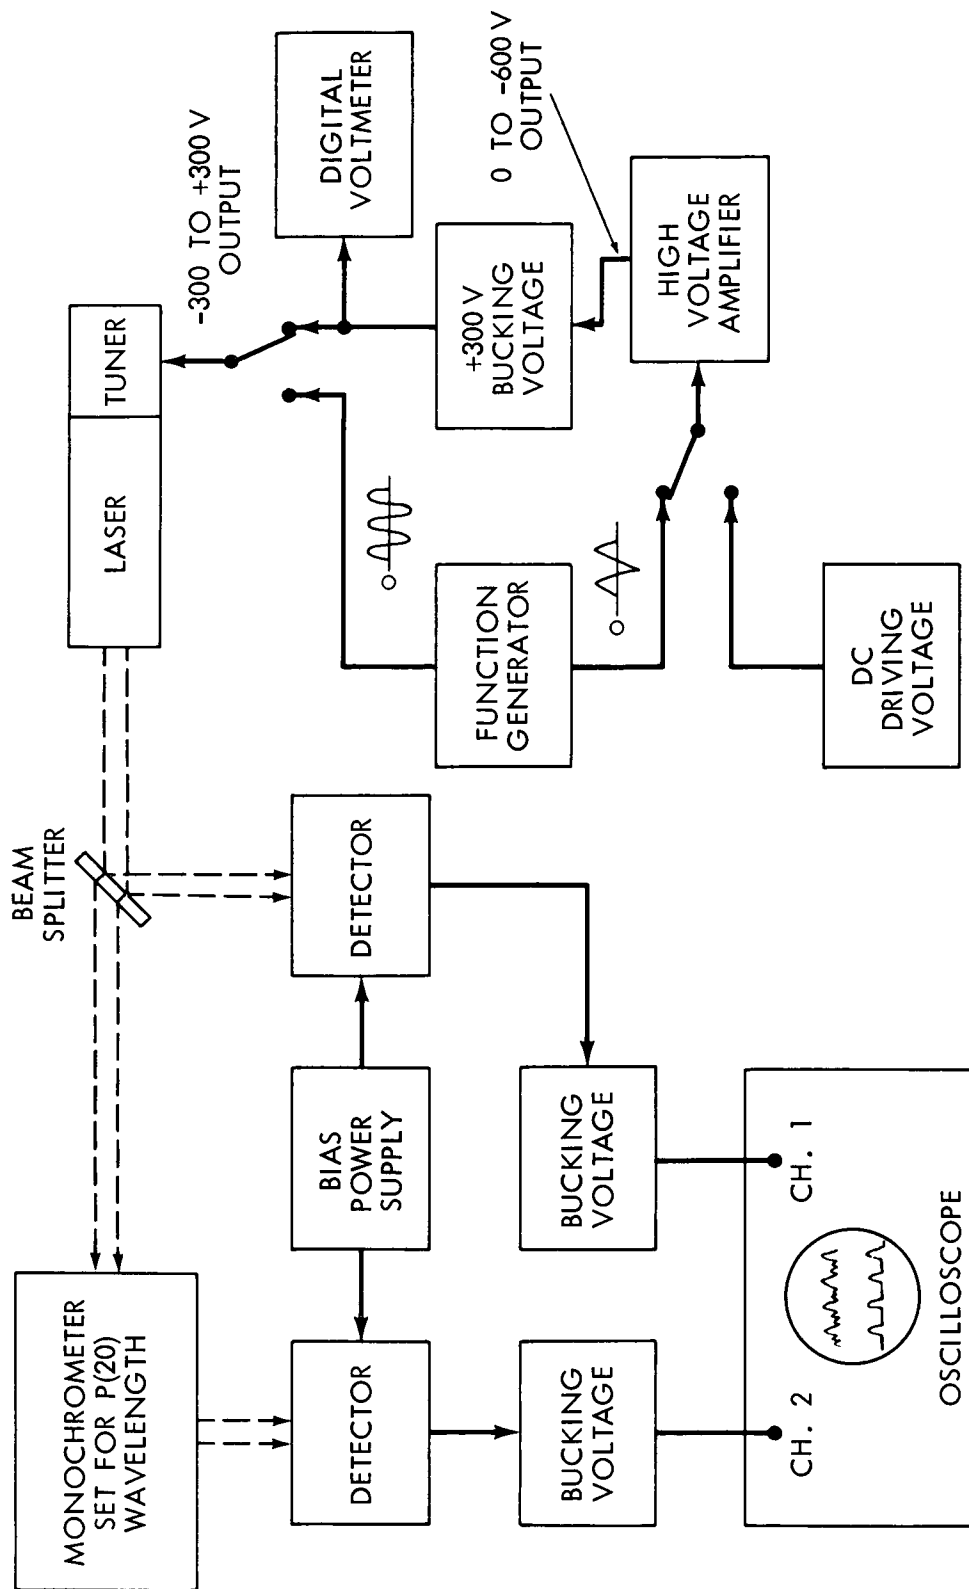 MONOCHROMETER
SET FOR P(20)
WAVELENGTH
BEAM
SPLITTER
LASER
TUNER
-300 TO +300 V
OUTPUT
DETECTOR
BIAS
POWER
SUPPLY
DETECTOR
DIGITAL
VOLTMETER
BUCKING
VOLTAGE
BUCKING
VOLTAGE
FUNCTION
GENERATOR
+300 V
BUCKING
VOLTAGE
0 TO -600 V
OUTPUT
HIGH
VOLTAGE
AMPLIFIER
DC
DRIVING
VOLTAGE
CH. 2
CH. 1
OSCILLOSCOPE